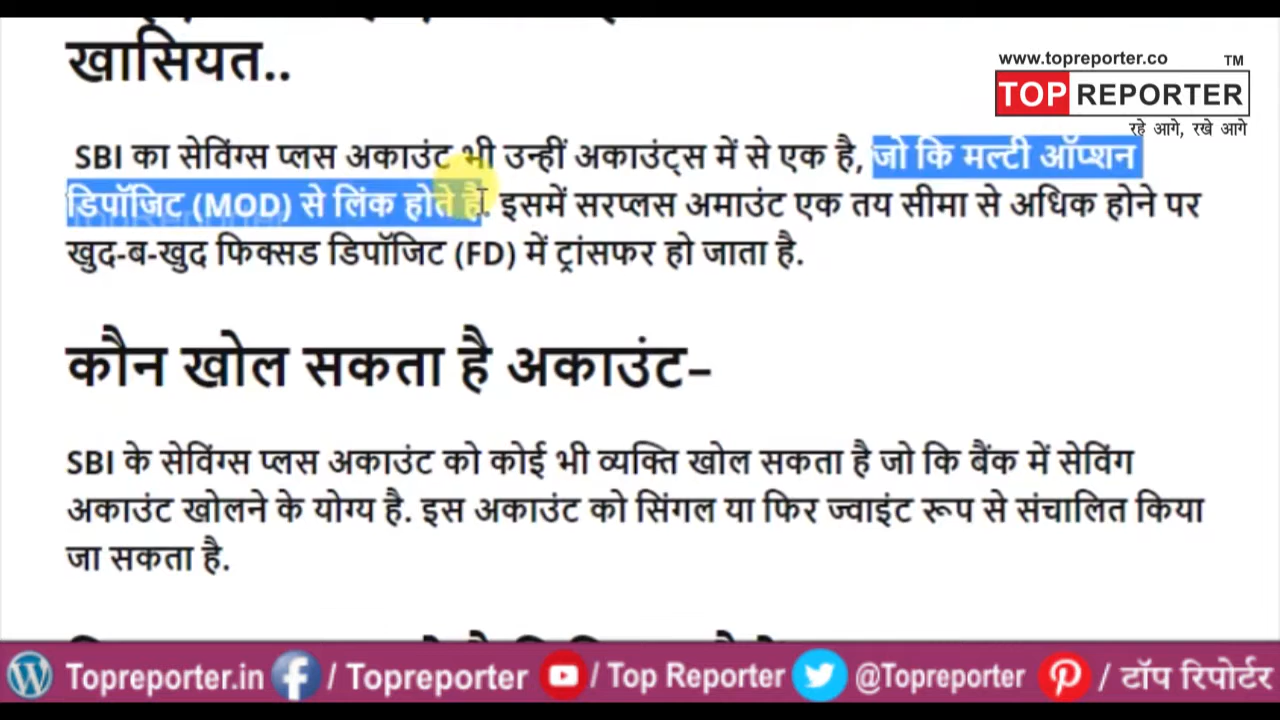 खासियत..
www.topreporter.co
TM
TOP REPORTER
रहे आगे, रखे आगे
SBI का सेविंग्स प्लस अकाउंट भी उन्हीं अकाउंट्स में से एक है, जो कि मल्टी ऑप्शन
डिपॉजिट (MOD) से लिंक होते है. इसमें सरप्लस अमाउंट एक तय सीमा से अधिक होने पर
खुद-ब-खुद फिक्सड डिपॉजिट (FD) में ट्रांसफर हो जाता है.
कौन खोल सकता है अकाउंट–
SBI के सेविंग्स प्लस अकाउंट को कोई भी व्यक्ति खोल सकता है जो कि बैंक में सेविंग
अकाउंट खोलने के योग्य है. इस अकाउंट को सिंगल या फिर ज्वाइंट रूप से संचालित किया
जा सकता है.
Topreporter.in / Topreporter / Top Reporter @Topreporter / टॉप रिपोर्टर